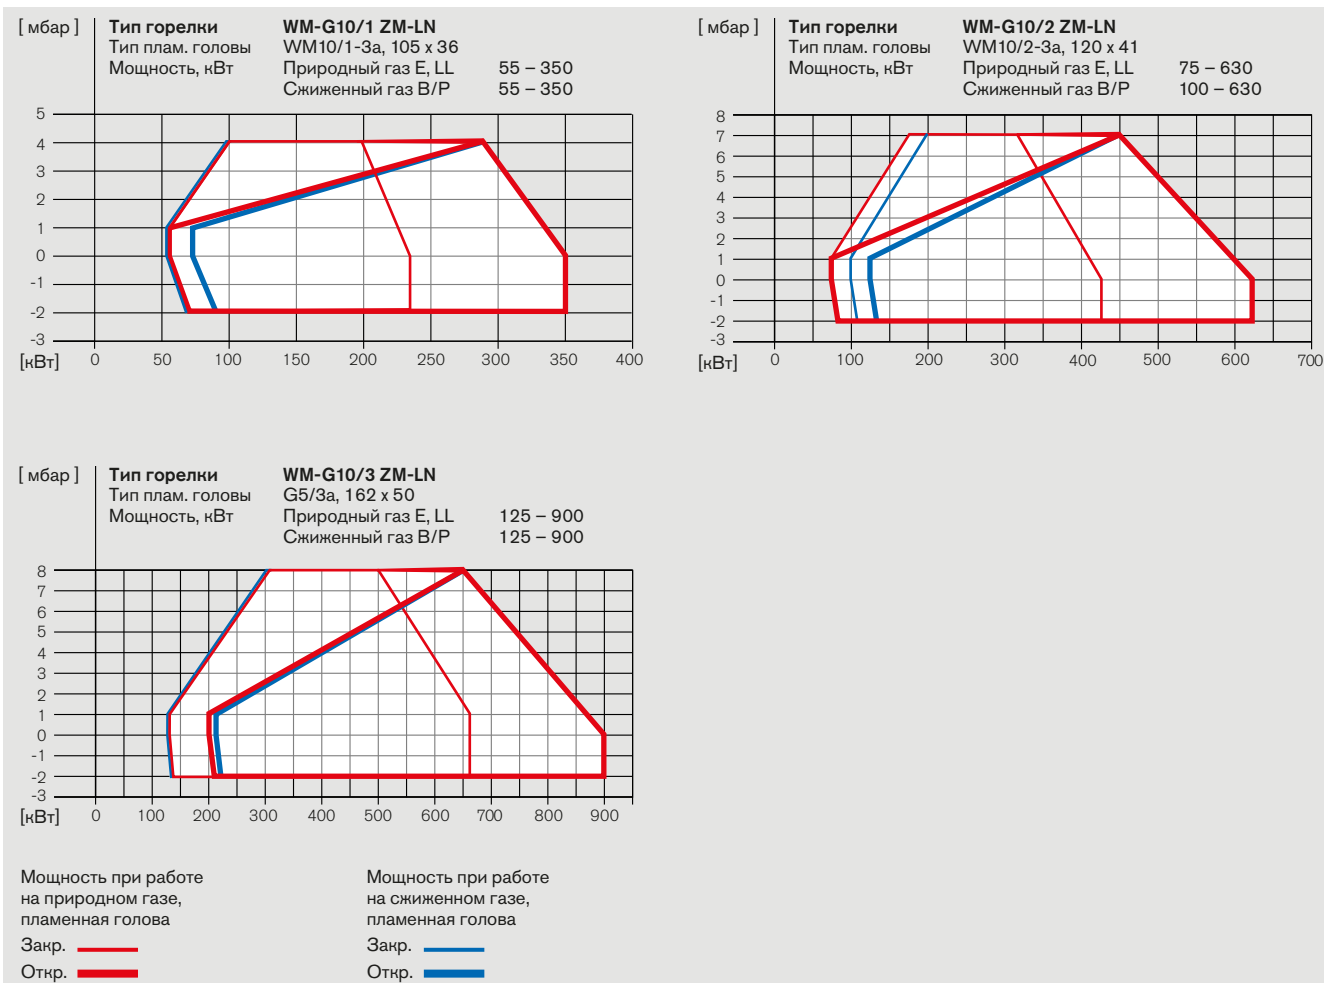 [ мбар ]
Тип горелки WM-G10/1 ZM-LN
Тип плам. головы WM10/1-3a, 105 x 36
Мощность, кВт Природный газ E, LL 55 – 350
Сжиженный газ B/P 55 – 350
5
4
3
2
1
0
-1
-2
-3
[кВт] 0 50 100 150 200 250 300 350 400
[ мбар ]
Тип горелки WM-G10/2 ZM-LN
Тип плам. головы WM10/2-3a, 120 x 41
Мощность, кВт Природный газ E, LL 75 – 630
Сжиженный газ B/P 100 – 630
8
7
6
5
4
3
2
1
0
-1
-2
-3
[кВт] 0 100 200 300 400 500 600 700
[ мбар ]
Тип горелки WM-G10/3 ZM-LN
Тип плам. головы G5/3a, 162 x 50
Мощность, кВт Природный газ E, LL 125 – 900
Сжиженный газ B/P 125 – 900
8
7
6
5
4
3
2
1
0
-1
-2
-3
[кВт] 0 100 200 300 400 500 600 700 800 900
Мощность при работе
на природном газе,
пламенная голова
Закр.
Откр.
Мощность при работе
на сжиженном газе,
пламенная голова
Закр.
Откр.